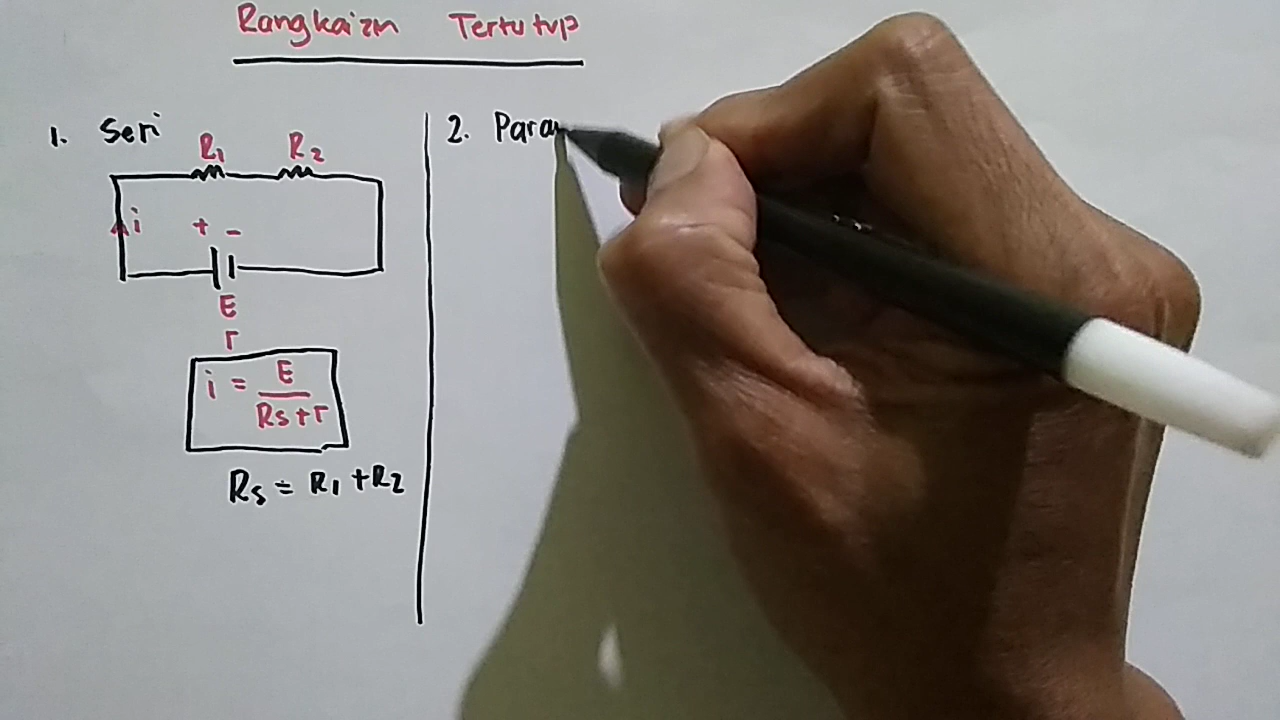 Rangkaian Tertutup
1. Seri
R1 R2
i
+ -
E
r
i = E / Rs+r
Rs = R1 + R2
2. Para